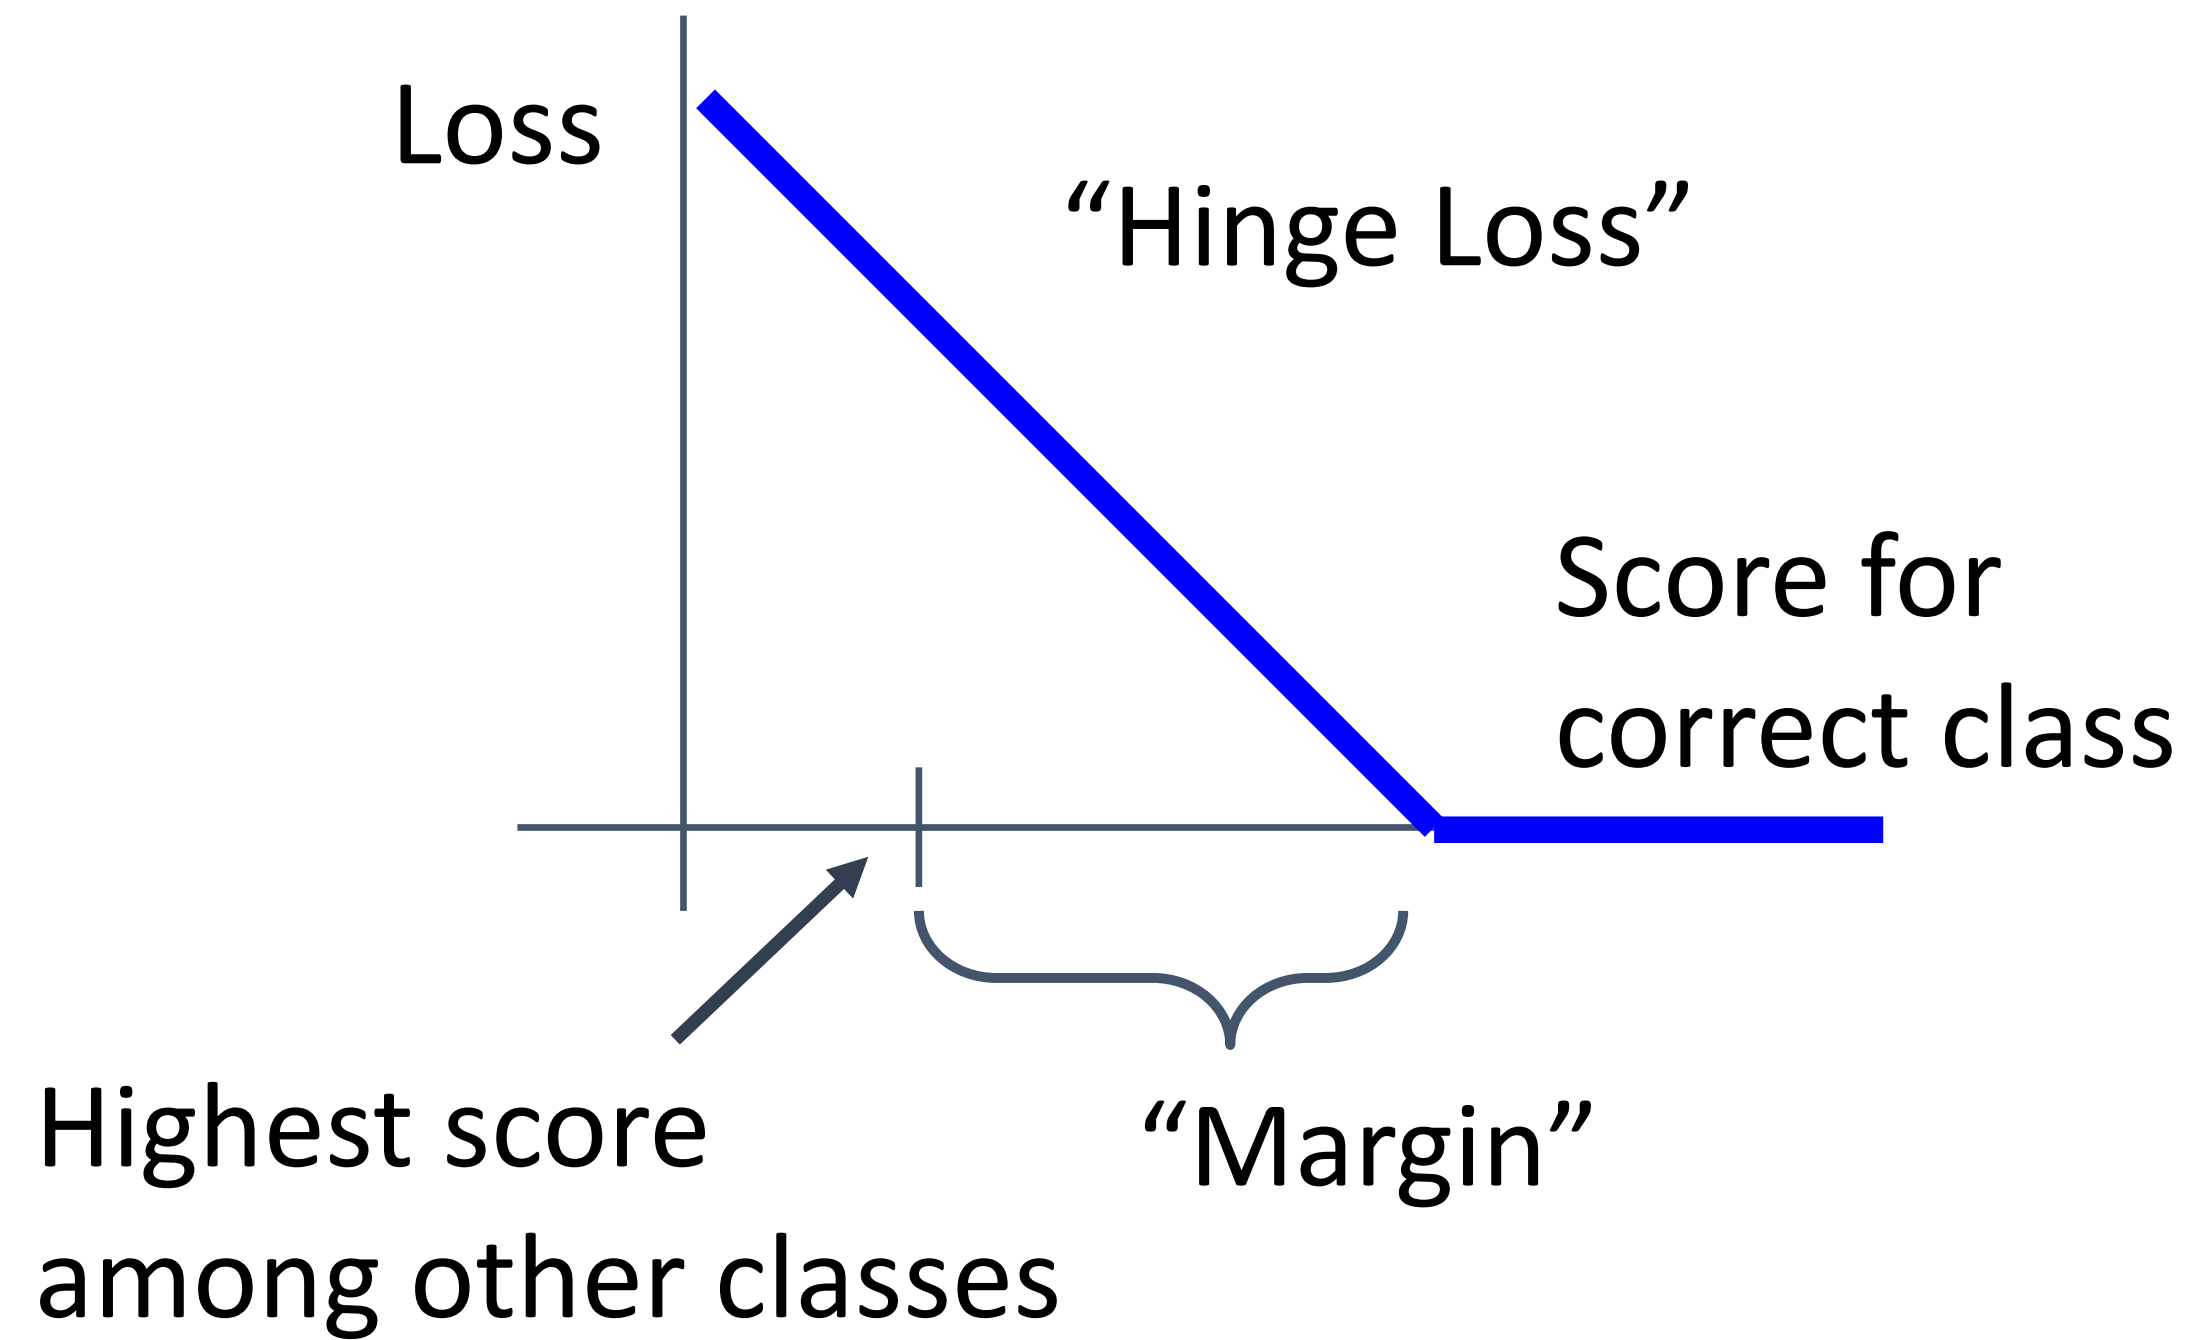 Loss
“Hinge Loss”
Score for
correct class
Highest score
among other classes
“Margin”